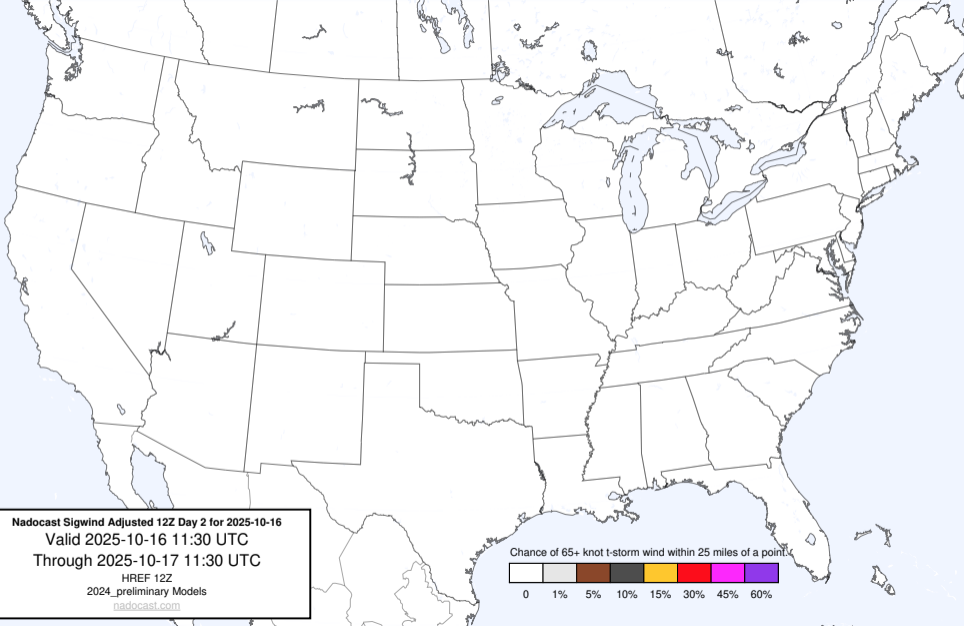 Nadocast Sigwind Adjusted 12Z Day 2 for 2025-10-16
Valid 2025-10-16 11:30 UTC
Through 2025-10-17 11:30 UTC
HREF 12Z
2024_preliminary Models
nadocast.com
Chance of 65+ knot t-storm wind within 25 miles of a point.
0 1% 5% 10% 15% 30% 45% 60%